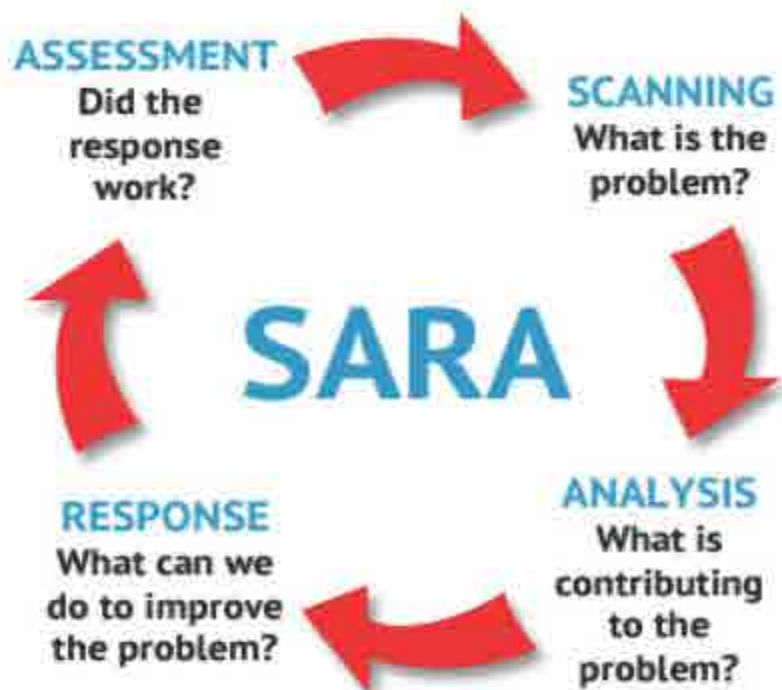 ASSESSMENT
Did the
response
work?
SCANNING
What is the
problem?
SARA
RESPONSE
What can we
do to improve
the problem?
ANALYSIS
What is
contributing
to the
problem?